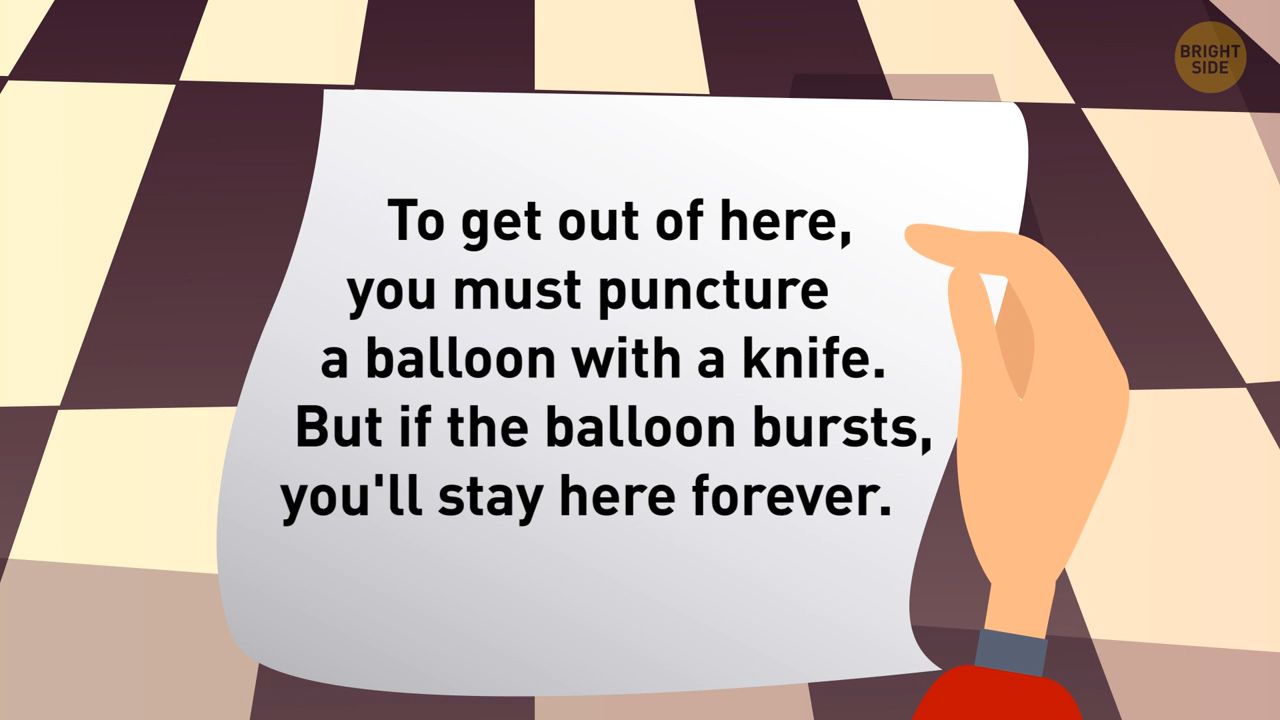 BRIGHT
SIDE
To get out of here,
you must puncture
a balloon with a knife.
But if the balloon bursts,
you'll stay here forever.